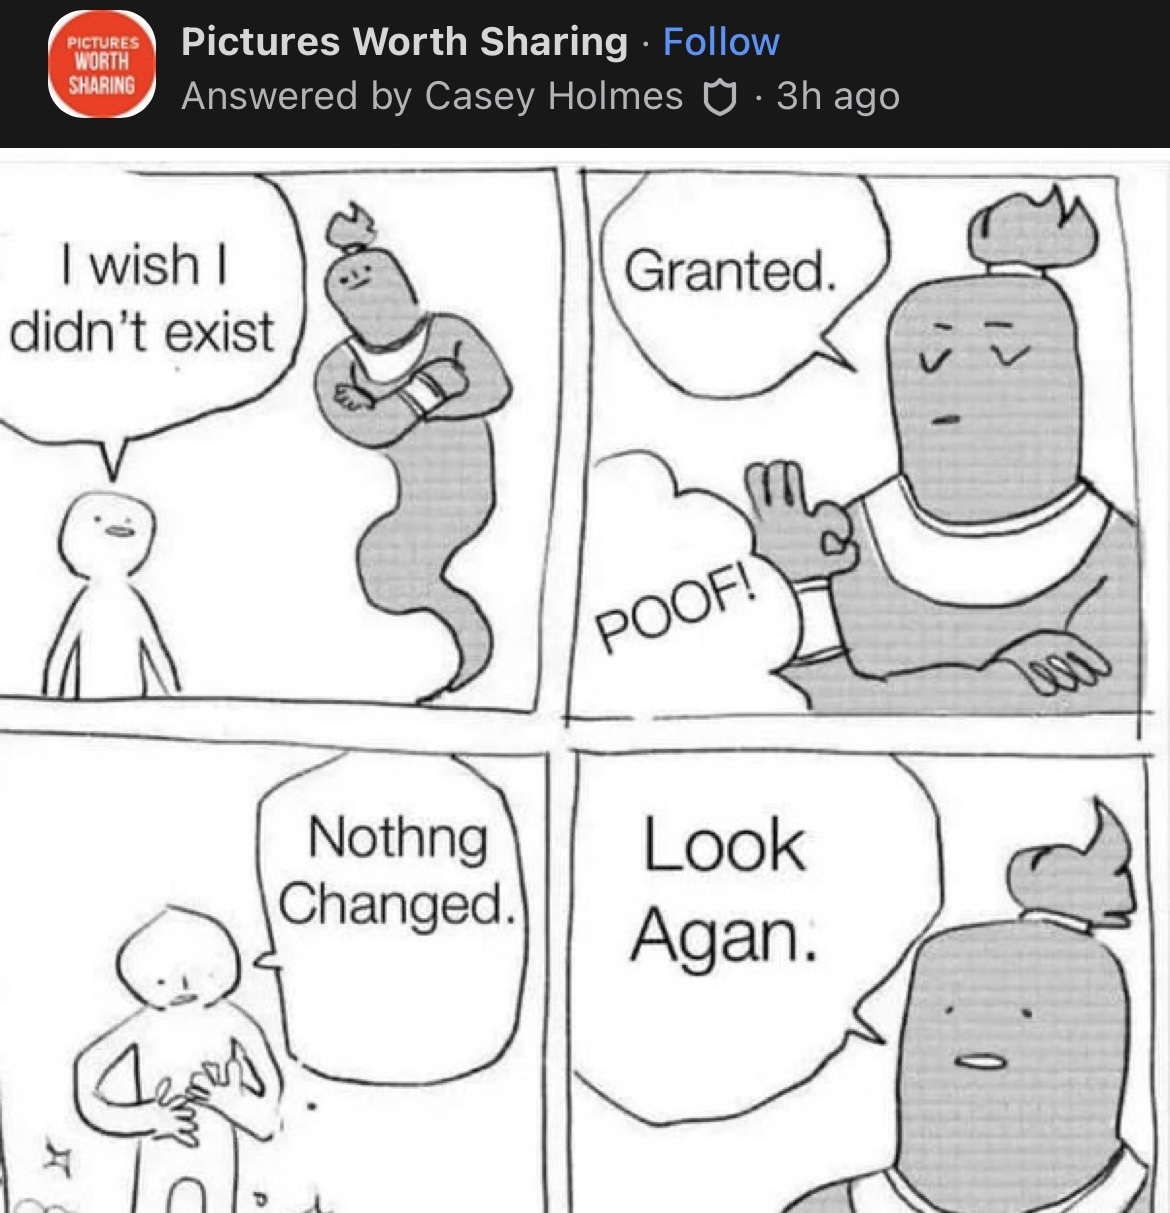 PICTURES
WORTH
SHARING
Pictures Worth Sharing · Follow
Answered by Casey Holmes · 3h ago
I wish I
didn't exist
Granted.
POOF!
Nothng
Changed.
Look
Agan.